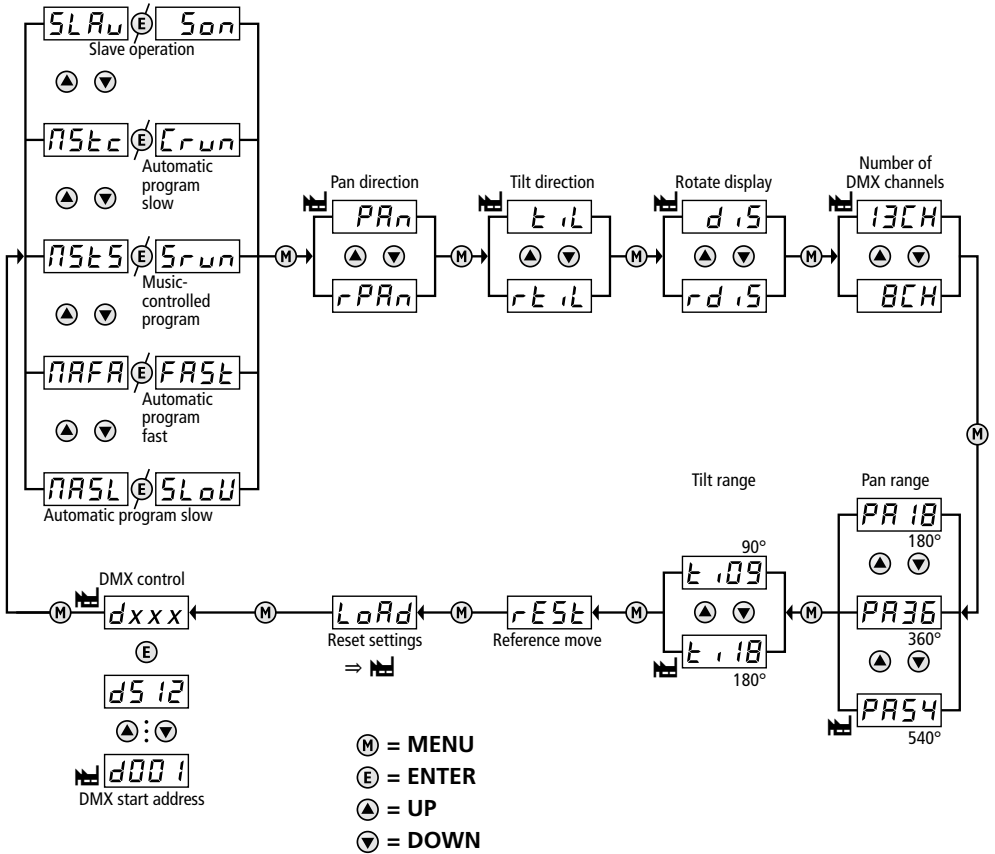 SLAv E Son
Slave operation
MStc E Crun
Automatic
program
slow
MStS E Srun
Music-
controlled
program
MAFA E FASt
Automatic
program
fast
MASL E SLoU
Automatic program slow
M
Pan direction
PAn
rPAn
M
Tilt direction
tiL
rtiL
M
Rotate display
diS
rdiS
M
Number of
DMX channels
13CH
8CH
M
Pan range
PA18
180°
PA36
360°
PA54
540°
M
Tilt range
90°
ti09
ti18
180°
M
rESt
Reference move
M
LoAd
Reset settings
⇒
M
DMX control
dxxx
M
E
d512
d001
DMX start address
M = MENU
E = ENTER
= UP
= DOWN